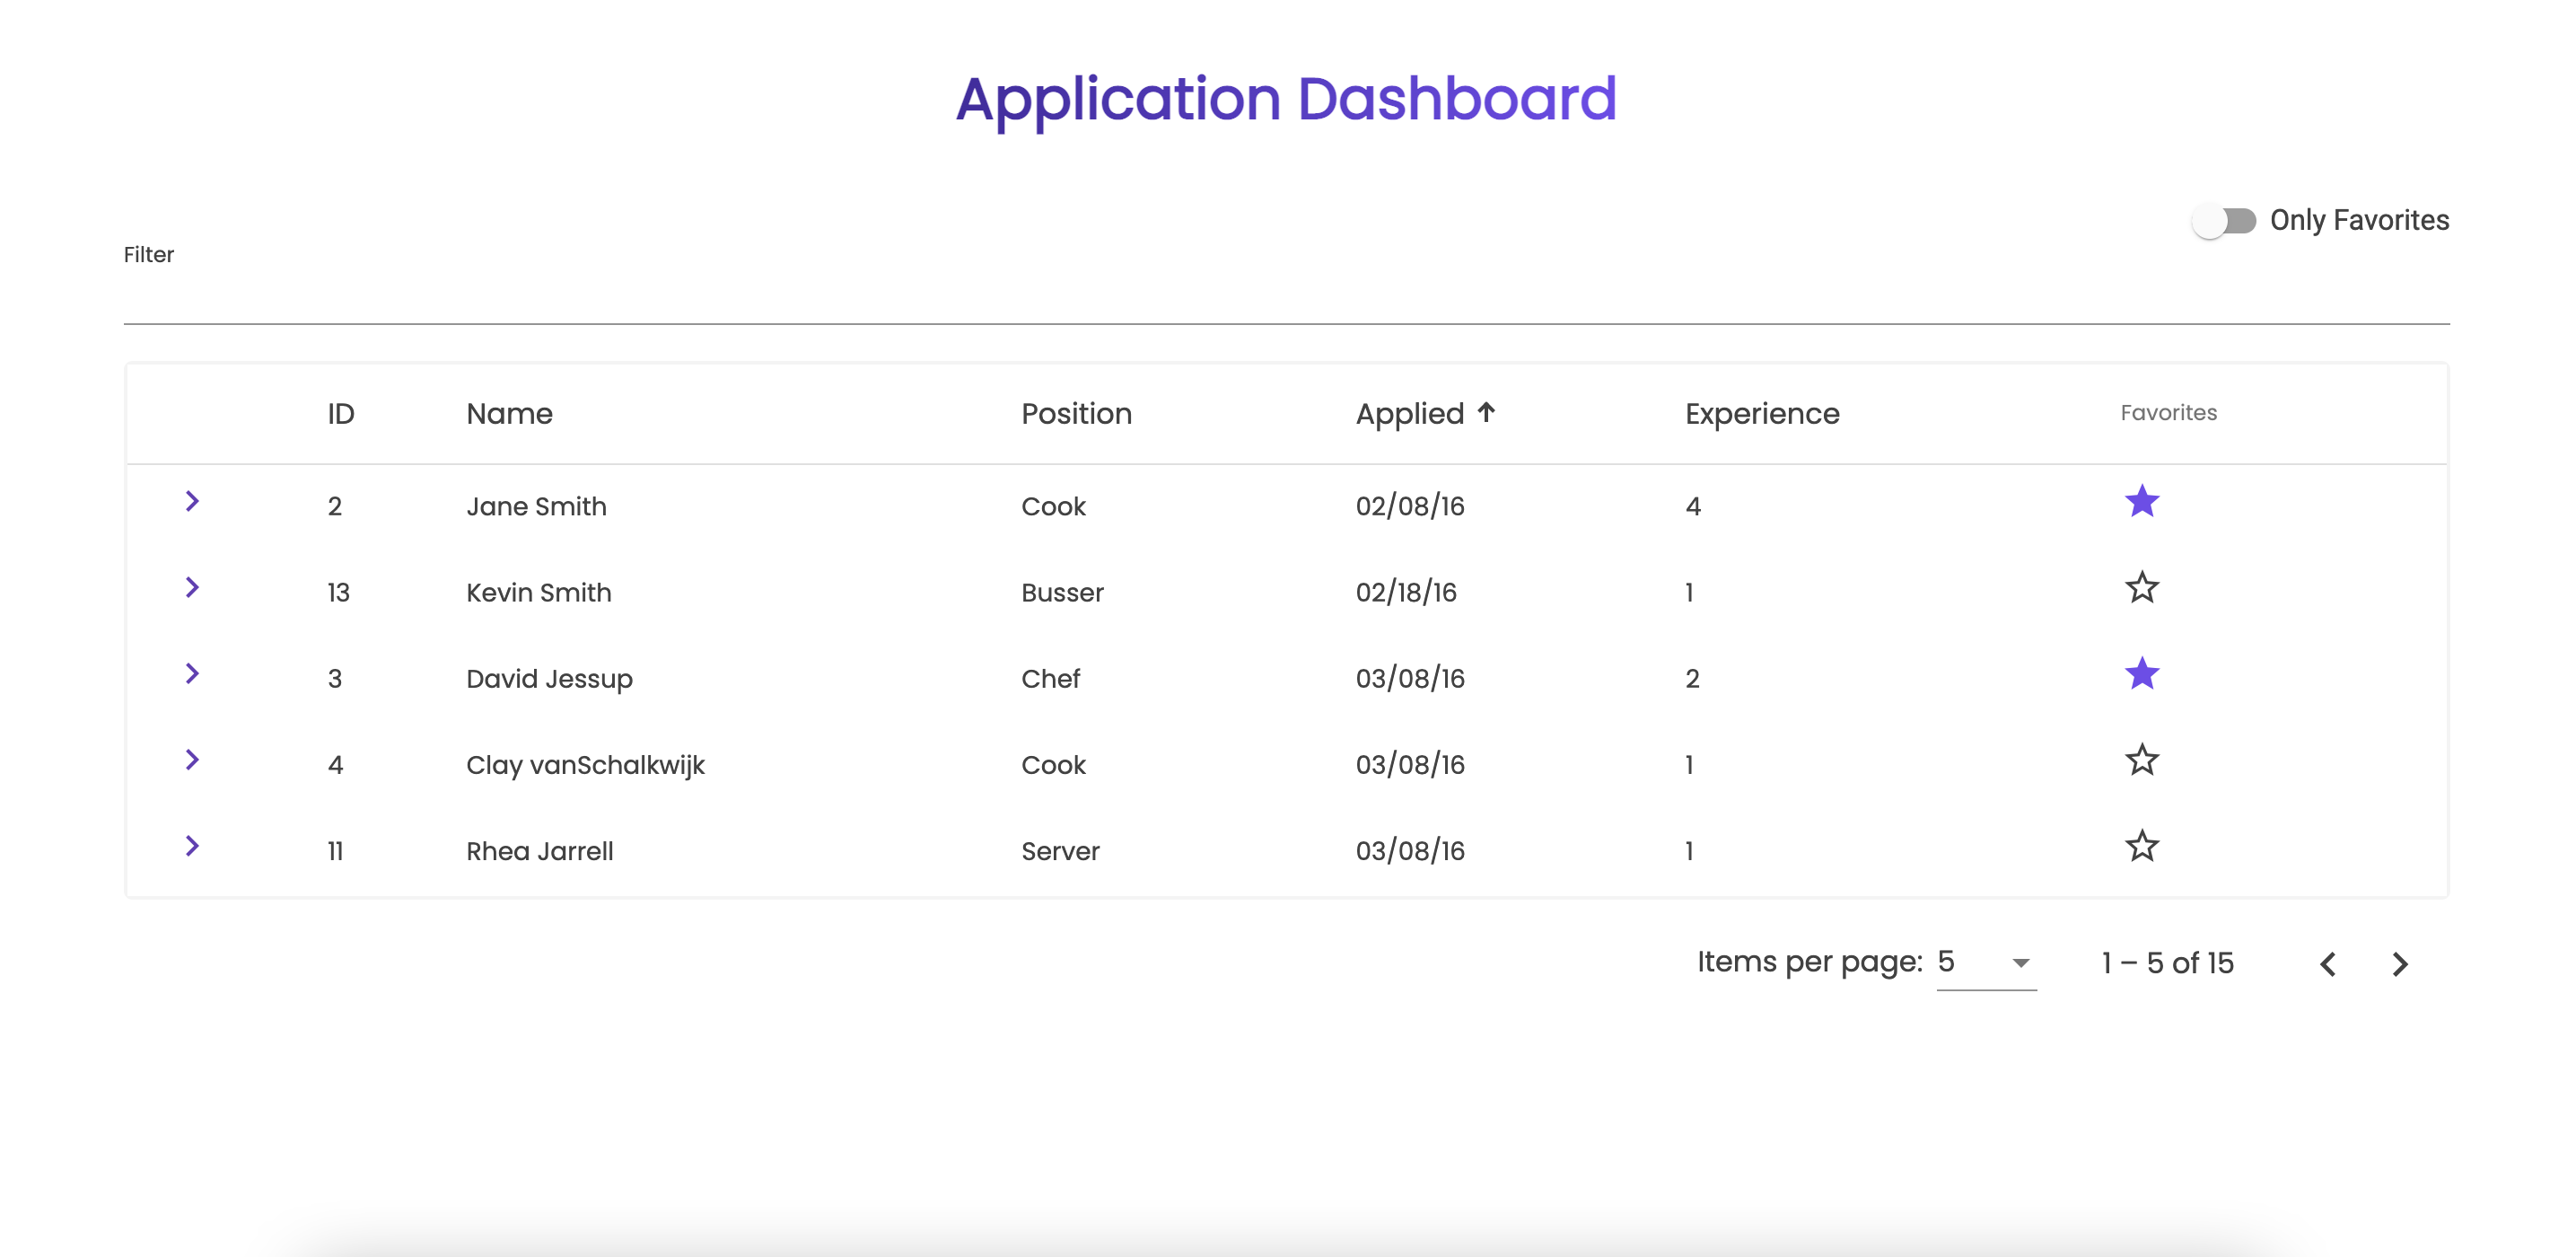 Application Dashboard
Only Favorites
Filter
ID Name Position Applied Experience Favorites
2 Jane Smith Cook 02/08/16 4
13 Kevin Smith Busser 02/18/16 1
3 David Jessup Chef 03/08/16 2
4 Clay vanSchalkwijk Cook 03/08/16 1
11 Rhea Jarrell Server 03/08/16 1
Items per page: 5 1 – 5 of 15